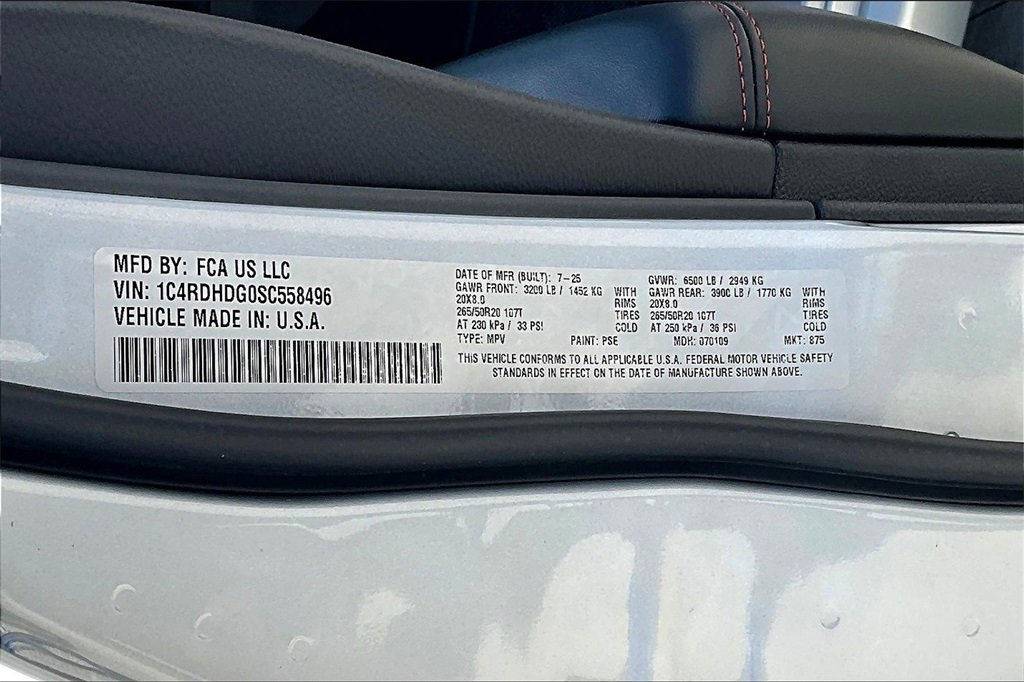 MFD BY: FCA US LLC
VIN: 1C4RDHDG0SC558496
VEHICLE MADE IN: U.S.A.
DATE OF MFR (BUILT): 7-25 GVWR: 6500 LB / 2949 KG
GAWR FRONT: 3200 LB / 1452 KG WITH GAWR REAR: 3900 LB / 1770 KG WITH
20X8.0 RIMS 20X8.0 RIMS
265/50R20 107T TIRES 265/50R20 107T TIRES
AT 230 kPa / 33 PSI COLD AT 250 kPa / 36 PSI COLD
TYPE: MPV PAINT: PSE MDH: 070109 MKT: 875
THIS VEHICLE CONFORMS TO ALL APPLICABLE U.S.A. FEDERAL MOTOR VEHICLE SAFETY
STANDARDS IN EFFECT ON THE DATE OF MANUFACTURE SHOWN ABOVE.